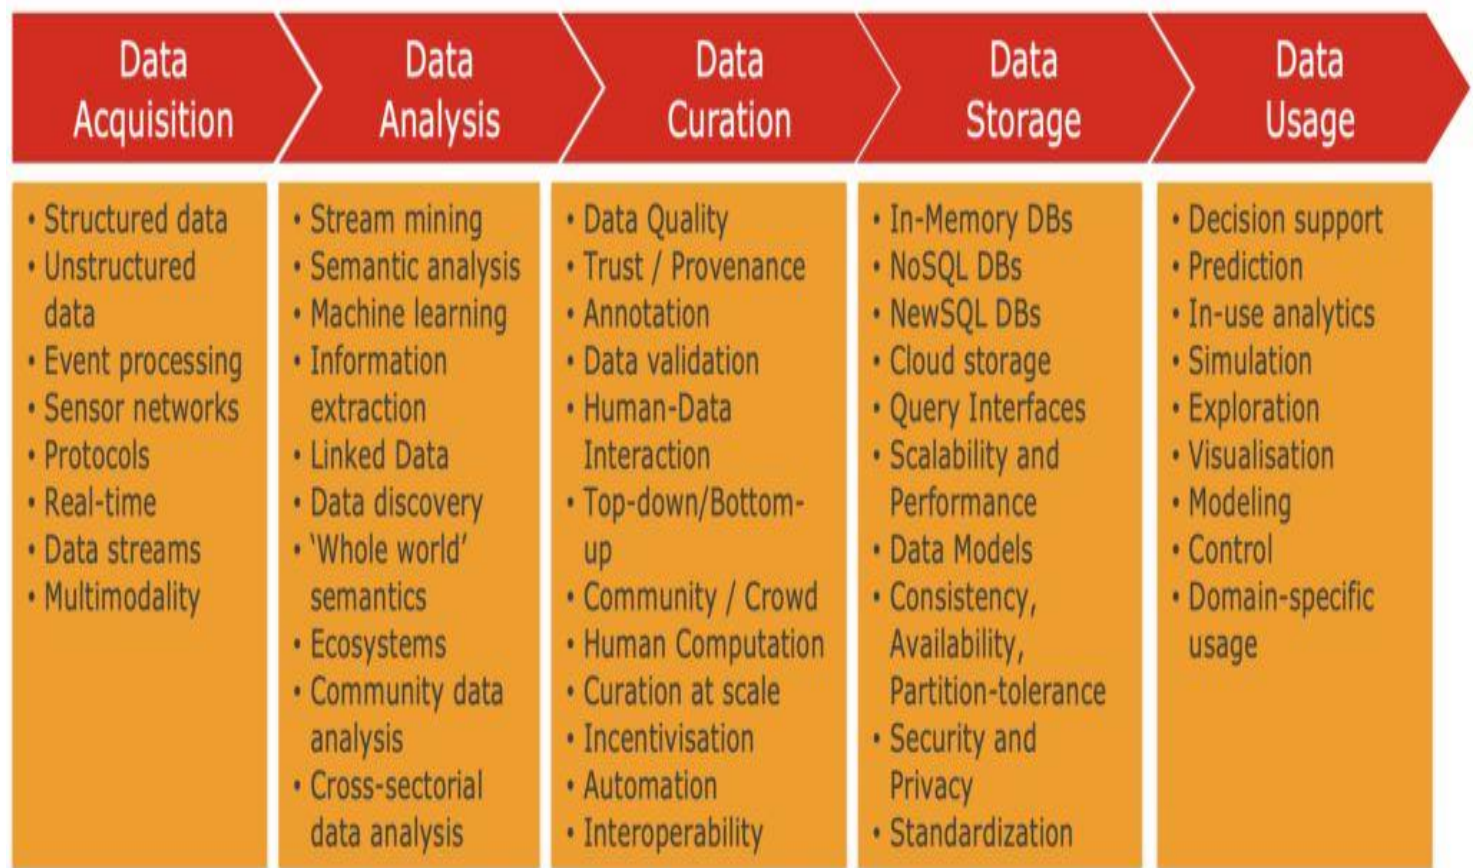 Data
Acquisition
Data
Analysis
Data
Curation
Data
Storage
Data
Usage
• Structured data
• Unstructured
data
• Event processing
• Sensor networks
• Protocols
• Real-time
• Data streams
• Multimodality
• Stream mining
• Semantic analysis
• Machine learning
• Information
extraction
• Linked Data
• Data discovery
• ‘Whole world’
semantics
• Ecosystems
• Community data
analysis
• Cross-sectorial
data analysis
• Data Quality
• Trust / Provenance
• Annotation
• Data validation
• Human-Data
Interaction
• Top-down/Bottom-
up
• Community / Crowd
• Human Computation
• Curation at scale
• Incentivisation
• Automation
• Interoperability
• In-Memory DBs
• NoSQL DBs
• NewSQL DBs
• Cloud storage
• Query Interfaces
• Scalability and
Performance
• Data Models
• Consistency,
Availability,
Partition-tolerance
• Security and
Privacy
• Standardization
• Decision support
• Prediction
• In-use analytics
• Simulation
• Exploration
• Visualisation
• Modeling
• Control
• Domain-specific
usage